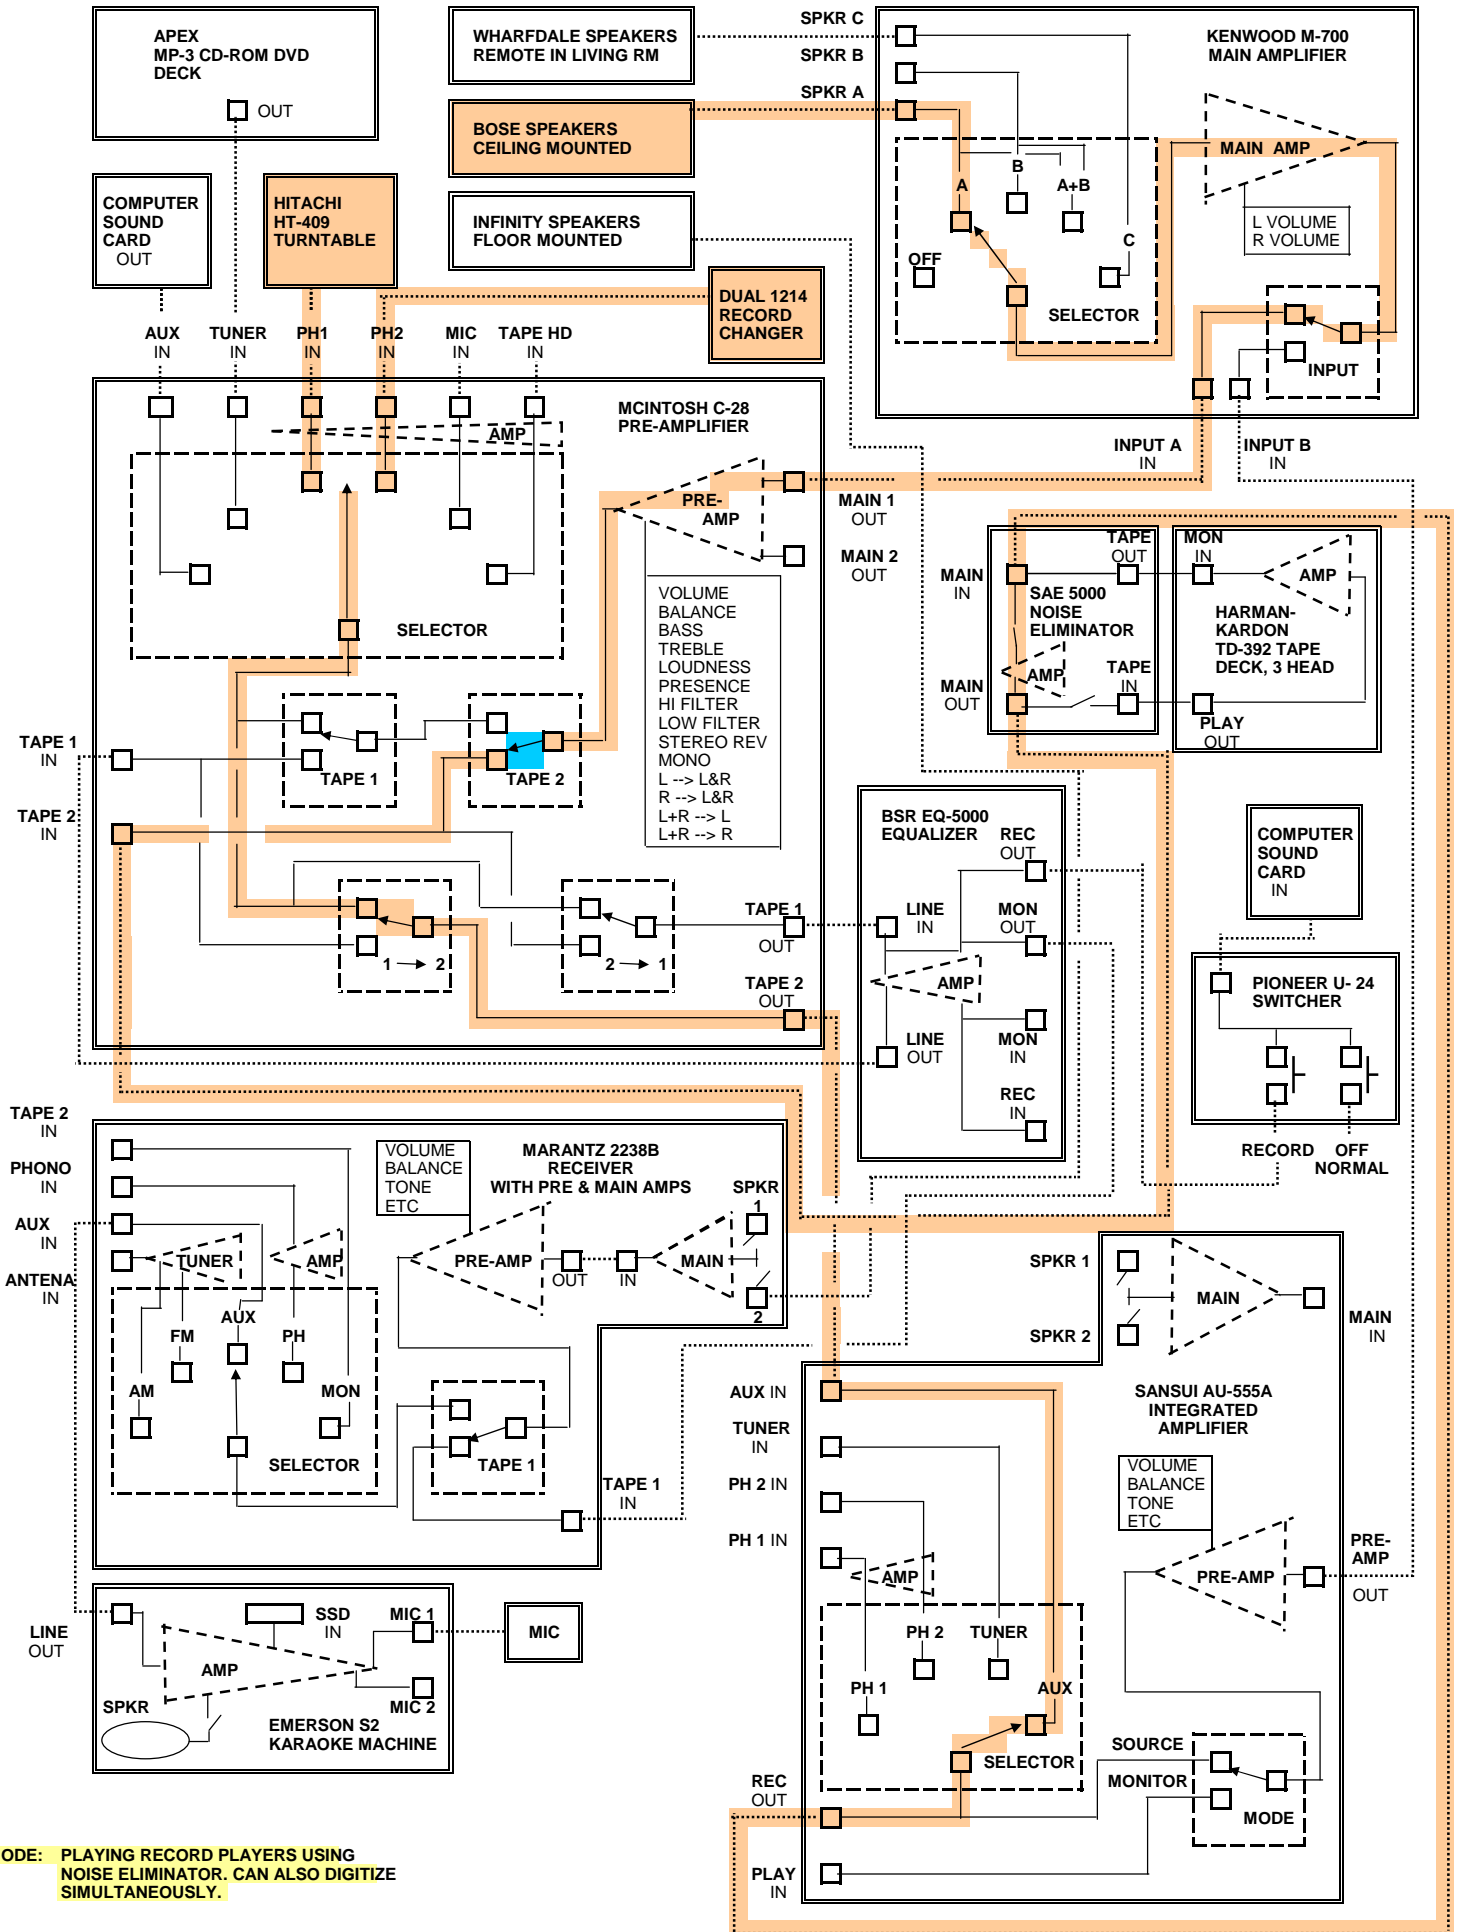 APEX
MP-3 CD-ROM DVD
DECK
OUT
WHARFDALE SPEAKERS
REMOTE IN LIVING RM
BOSE SPEAKERS
CEILING MOUNTED
INFINITY SPEAKERS
FLOOR MOUNTED
SPKR C
SPKR B
SPKR A
KENWOOD M-700
MAIN AMPLIFIER
MAIN AMP
L VOLUME
R VOLUME
A
B
A+B
C
OFF
SELECTOR
INPUT
INPUT A
IN
INPUT B
IN
COMPUTER
SOUND
CARD
OUT
HITACHI
HT-409
TURNTABLE
DUAL 1214
RECORD
CHANGER
AUX
IN
TUNER
IN
PH1
IN
PH2
IN
MIC
IN
TAPE HD
IN
MCINTOSH C-28
PRE-AMPLIFIER
AMP
SELECTOR
PRE-
AMP
MAIN 1
OUT
MAIN 2
OUT
VOLUME
BALANCE
BASS
TREBLE
LOUDNESS
PRESENCE
HI FILTER
LOW FILTER
STEREO REV
MONO
L --> L&R
R --> L&R
L+R --> L
L+R --> R
TAPE 1
IN
TAPE 2
IN
TAPE 1
TAPE 2
1 2
2 1
TAPE 1
OUT
TAPE 2
OUT
MAIN
IN
MAIN
OUT
TAPE
OUT
SAE 5000
NOISE
ELIMINATOR
AMP
TAPE
IN
MON
IN
AMP
HARMAN-
KARDON
TD-392 TAPE
DECK, 3 HEAD
PLAY
OUT
BSR EQ-5000
EQUALIZER
REC
OUT
LINE
IN
MON
OUT
AMP
LINE
OUT
MON
IN
REC
IN
COMPUTER
SOUND
CARD
IN
PIONEER U- 24
SWITCHER
RECORD
OFF
NORMAL
TAPE 2
IN
PHONO
IN
AUX
IN
ANTENA
IN
VOLUME
BALANCE
TONE
ETC
MARANTZ 2238B
RECEIVER
WITH PRE & MAIN AMPS
SPKR
1
2
TUNER
AMP
PRE-AMP
OUT
IN
MAIN
AUX
FM
PH
AM
MON
SELECTOR
TAPE 1
TAPE 1
IN
LINE
OUT
SSD
IN
MIC 1
MIC
AMP
SPKR
MIC 2
EMERSON S2
KARAOKE MACHINE
SPKR 1
SPKR 2
MAIN
MAIN
IN
SANSUI AU-555A
INTEGRATED
AMPLIFIER
AUX IN
TUNER
IN
PH 2 IN
PH 1 IN
AMP
VOLUME
BALANCE
TONE
ETC
PRE-AMP
PRE-
AMP
OUT
PH 2
TUNER
PH 1
AUX
SELECTOR
SOURCE
MONITOR
MODE
REC
OUT
PLAY
IN
ODE: PLAYING RECORD PLAYERS USING
NOISE ELIMINATOR. CAN ALSO DIGITIZE
SIMULTANEOUSLY.